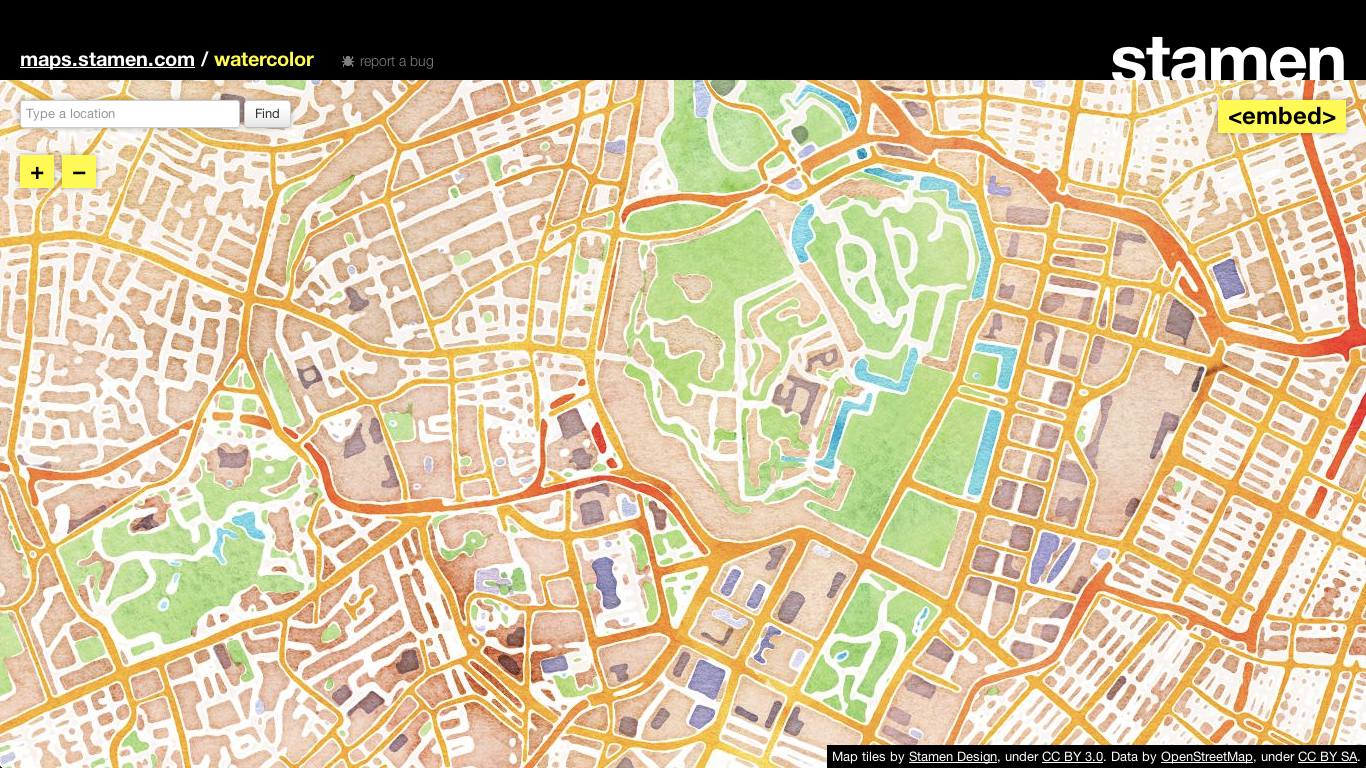 maps.stamen.com / watercolor
report a bug
stamen
Type a location
Find
<embed>
+
−
Map tiles by Stamen Design, under CC BY 3.0. Data by OpenStreetMap, under CC BY SA.